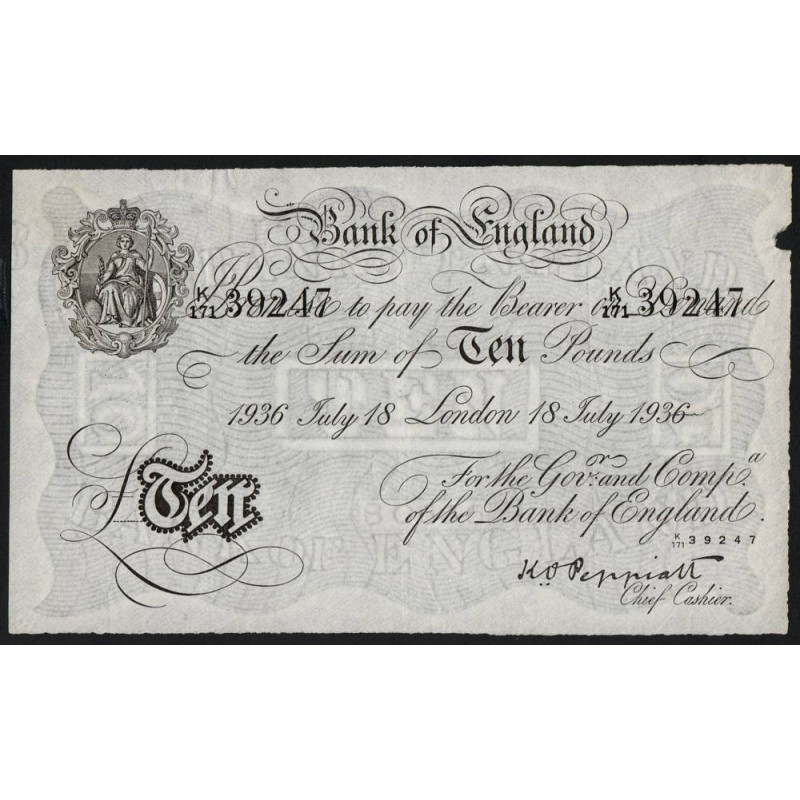 Bank of England
I Promise to pay the Bearer on Demand
K/171 39247 K/171 39247
the Sum of Ten Pounds
1936 July 18 London 18 July 1936
For the Govr. and Compa.
of the Bank of England.
£ Ten
K/171 39247
K.O. Peppiatt
Chief Cashier.